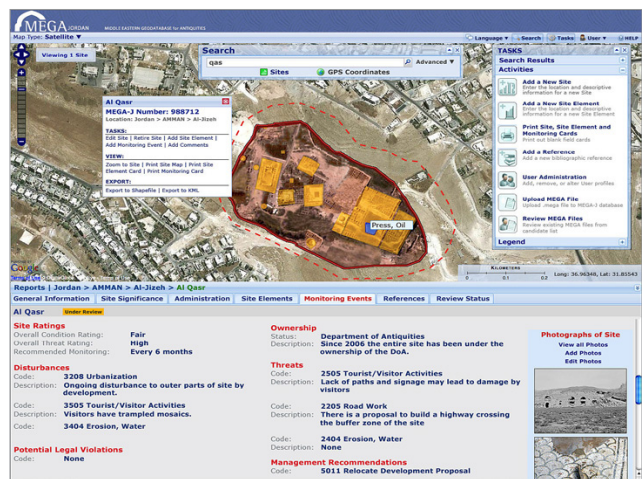 MEGA JORDAN MIDDLE EASTERN GEODATABASE for ANTIQUITIES
Map Type: Satellite ▼
Language ▼ Search Tasks User ▼ HELP
Viewing 1 Site
Search
qas Advanced ▼
Sites GPS Coordinates
Al Qasr
MEGA-J Number: 988712
Location: Jordan > AMMAN > Al-Jizeh
TASKS:
Edit Site | Retire Site | Add Site Element |
Add Monitoring Event | Add Comments
VIEW:
Zoom to Site | Print Site Map | Print Site
Element Card | Print Monitoring Card
EXPORT:
Export to Shapefile | Export to KML
Press, Oil
TASKS
Search Results
Activities
Add a New Site
Enter the location and descriptive
information for a new Site
Add a New Site Element
Enter the location and descriptive
information for a new Site Element
Print Site, Site Element and
Monitoring Cards
Print out blank field cards
Add a Reference
Add a new bibliographic reference
User Administration
Add, remove, or alter User profiles
Upload MEGA File
Upload .mega file to MEGA-J database
Review MEGA Files
Review existing MEGA files from
candidate list
Legend
Google
KILOMETERS
0 0.1 0.2
Long: 36.96348, Lat: 31.85543
Reports | Jordan > AMMAN > Al-Jizeh > Al Qasr
General Information Site Significance Administration Site Elements Monitoring Events References Review Status
Al Qasr Under Review
Site Ratings
Overall Condition Rating: Fair
Overall Threat Rating: High
Recommended Monitoring: Every 6 months
Disturbances
Code: 3208 Urbanization
Description: Ongoing disturbance to outer parts of site by
development.
Code: 3505 Tourist/Visitor Activities
Description: Visitors have trampled mosaics.
Code: 3404 Erosion, Water
Potential Legal Violations
Code: None
Ownership
Status: Department of Antiquities
Description: Since 2006 the entire site has been under the
ownership of the DoA.
Threats
Code: 2505 Tourist/Visitor Activities
Description: Lack of paths and signage may lead to damage by
visitors
Code: 2205 Road Work
Description: There is a proposal to build a highway crossing
the buffer zone of the site
Code: 2404 Erosion, Water
Description: None
Management Recommendations
Code: 5011 Relocate Development Proposal
Photographs of Site
View all Photos
Add Photos
Edit Photos